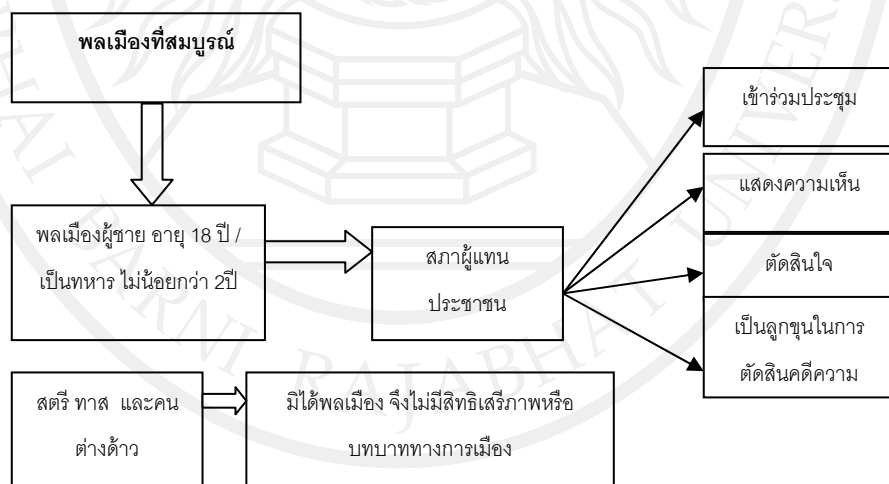 พลเมืองที่สมบูรณ์
พลเมืองผู้ชาย อายุ 18 ปี /
เป็นทหาร ไม่น้อยกว่า 2ปี
สภาผู้แทน
ประชาชน
เข้าร่วมประชุม
แสดงความเห็น
ตัดสินใจ
เป็นลูกขุนในการ
ตัดสินคดีความ
สตรี ทาส และคน
ต่างด้าว
มิได้พลเมือง จึงไม่มีสิทธิเสรีภาพหรือ
บทบาททางการเมือง
BARNI RAJABHAT UNIVER